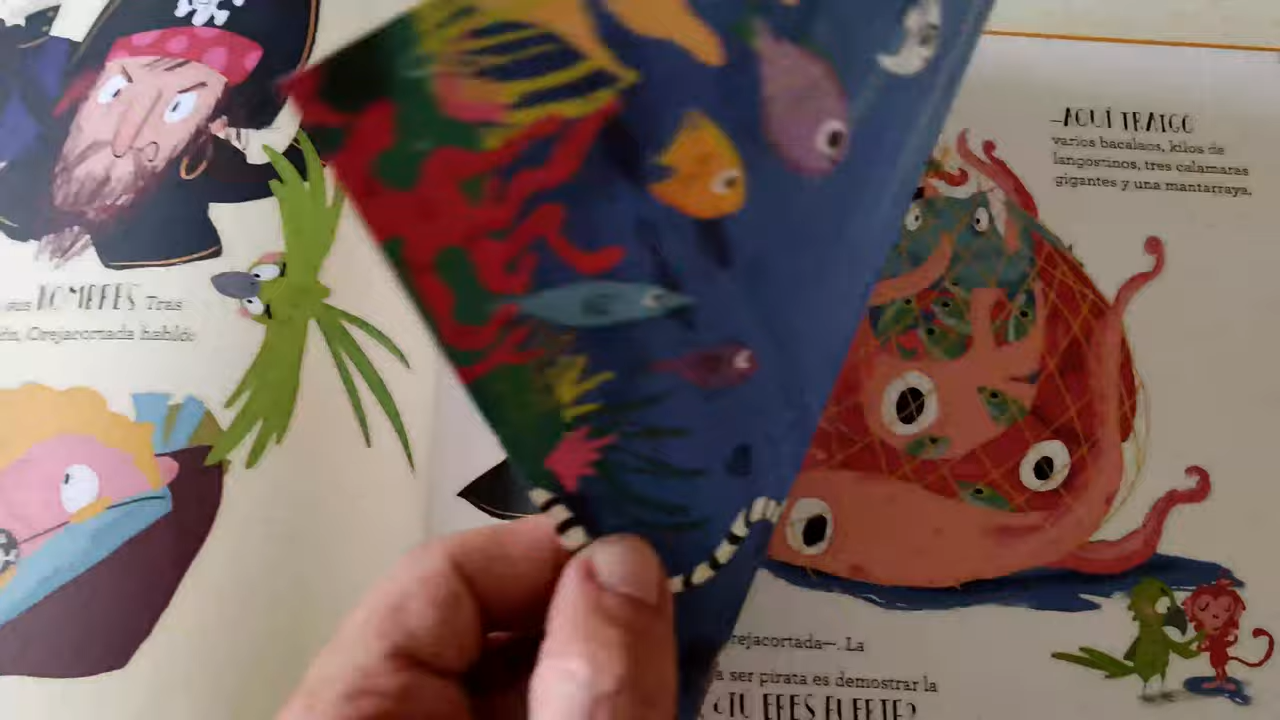 sus HOMBRES Tras
Orejacortada habló:
—AQUÍ TRAIGO
varios bacalaos, kilos de
langostinos, tres calamares
gigantes y una mantarraya.
rejacortada—. La
a ser pirata es demostrar la
¿TÚ ERES FUERTE?